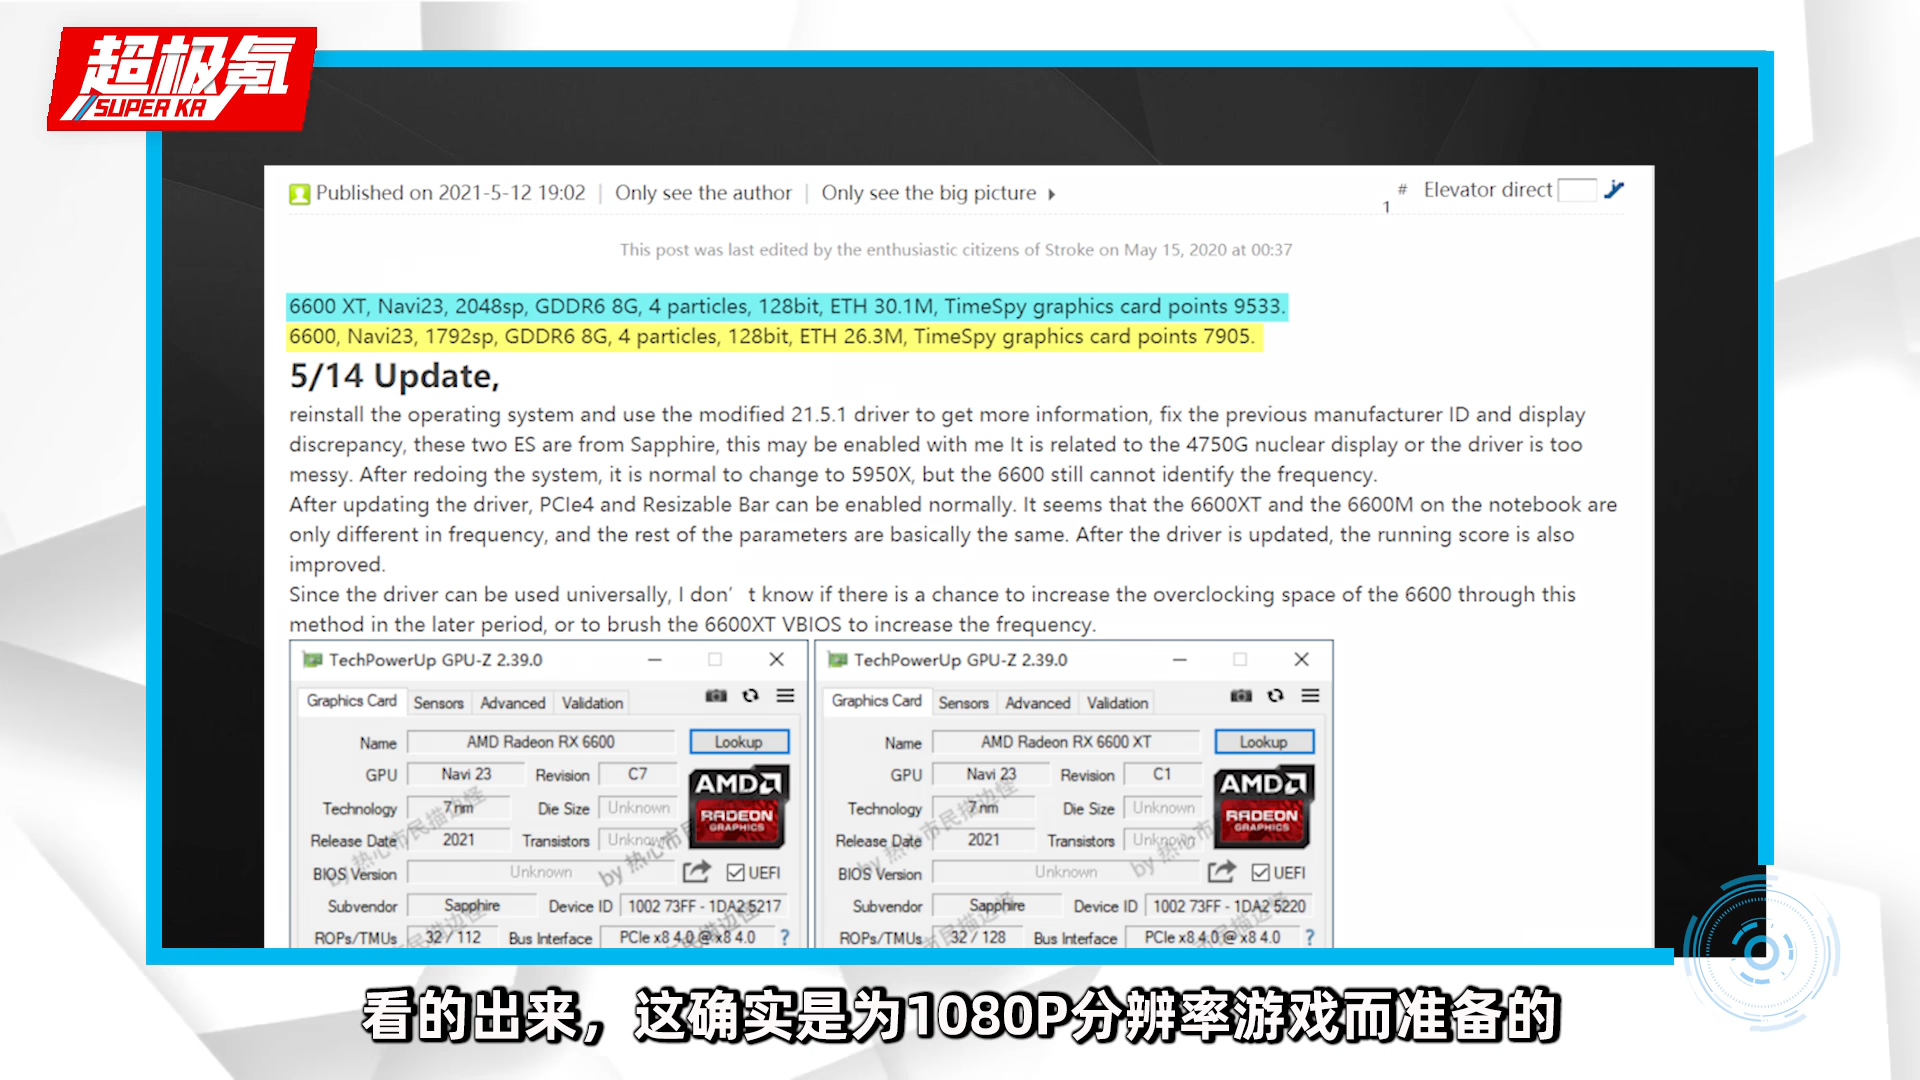 超极氪
SUPER KR
Published on 2021-5-12 19:02 | Only see the author | Only see the big picture
# 1
Elevator direct
This post was last edited by the enthusiastic citizens of Stroke on May 15, 2020 at 00:37
6600 XT, Navi23, 2048sp, GDDR6 8G, 4 particles, 128bit, ETH 30.1M, TimeSpy graphics card points 9533.
6600, Navi23, 1792sp, GDDR6 8G, 4 particles, 128bit, ETH 26.3M, TimeSpy graphics card points 7905.
5/14 Update,
reinstall the operating system and use the modified 21.5.1 driver to get more information, fix the previous manufacturer ID and display
discrepancy, these two ES are from Sapphire, this may be enabled with me It is related to the 4750G nuclear display or the driver is too
messy. After redoing the system, it is normal to change to 5950X, but the 6600 still cannot identify the frequency.
After updating the driver, PCIe4 and Resizable Bar can be enabled normally. It seems that the 6600XT and the 6600M on the notebook are
only different in frequency, and the rest of the parameters are basically the same. After the driver is updated, the running score is also
improved.
Since the driver can be used universally, I don’ t know if there is a chance to increase the overclocking space of the 6600 through this
method in the later period, or to brush the 6600XT VBIOS to increase the frequency.
TechPowerUp GPU-Z 2.39.0
Graphics Card Sensors Advanced Validation
Name AMD Radeon RX 6600 Lookup
GPU Navi 23 Revision C7
AMD
RADEON
GRAPHICS
Technology 7 nm Die Size Unknown
Release Date 2021 Transistors Unknown
BIOS Version Unknown UEFI
Subvendor Sapphire Device ID 1002 73FF - 1DA2 5217
ROPs/TMUs 32 / 112 Bus Interface PCIe x8 4.0 @ x8 4.0 ?
by 热心市民描边怪
TechPowerUp GPU-Z 2.39.0
Graphics Card Sensors Advanced Validation
Name AMD Radeon RX 6600 XT Lookup
GPU Navi 23 Revision C1
AMD
RADEON
GRAPHICS
Technology 7 nm Die Size Unknown
Release Date 2021 Transistors Unknown
BIOS Version Unknown UEFI
Subvendor Sapphire Device ID 1002 73FF - 1DA2 5220
ROPs/TMUs 32 / 128 Bus Interface PCIe x8 4.0 @ x8 4.0 ?
by 热心市民描边怪
看的出来，这确实是为1080P分辨率游戏而准备的